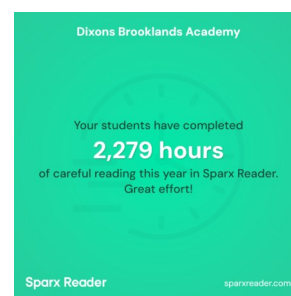 Dixons Brooklands Academy
Your students have completed
2,279 hours
of careful reading this year in Sparx Reader.
Great effort!
Sparx Reader
sparxreader.com